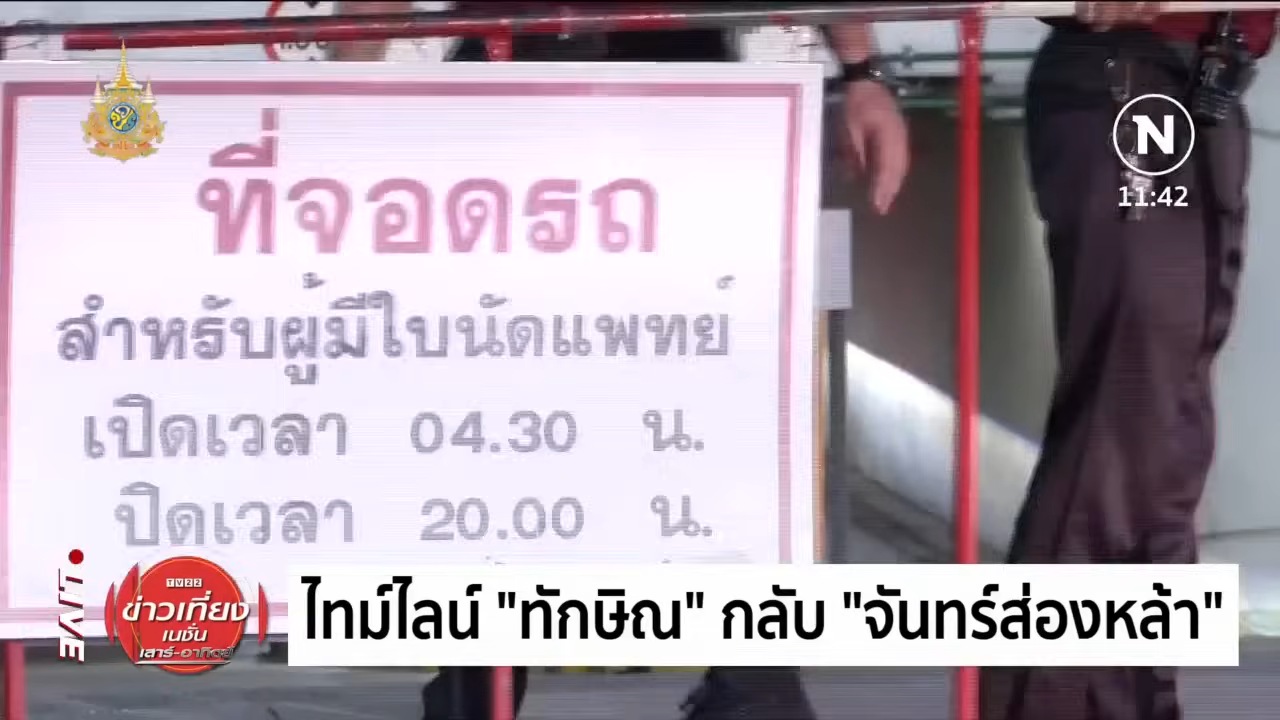 ที่จอดรถ
สำหรับผู้มีใบนัดแพทย์
เปิดเวลา 04.30 น.
ปิดเวลา 20.00 น.
N
11:42
LIVE
TV22
ข่าวเที่ยง
เนชั่น
เสาร์-อาทิตย์
ไทม์ไลน์ "ทักษิณ" กลับ "จันทร์ส่องหล้า"